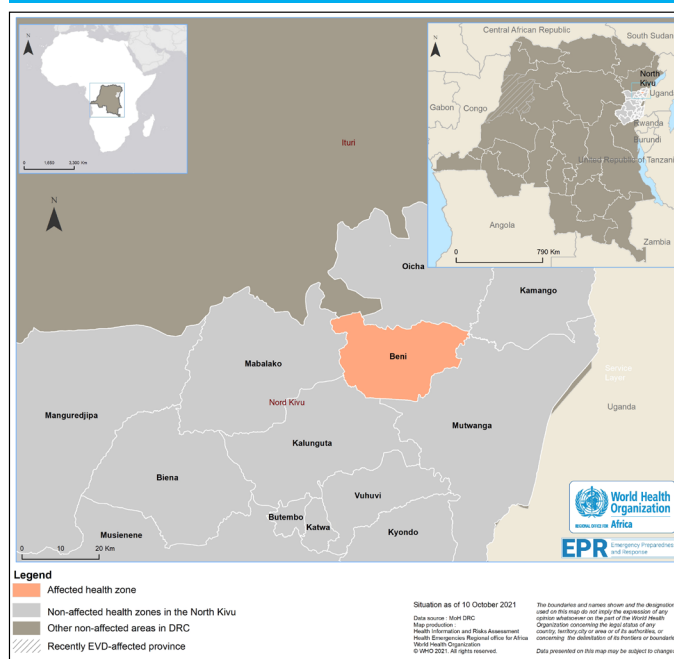 N
0 1,650 3,300 Km
N
Central African Republic
South Sudan
North
Kivu
Uganda
Gabon
Congo
Rwanda
Burundi
United Republic of Tanzani
Angola
Zambia
0 790 Km
Ituri
N
Oicha
Kamango
Beni
Mabalako
Service
Layer
Uganda
Nord Kivu
Manguredjipa
Mutwanga
Kalunguta
Biena
Vuhuvi
Butembo
Katwa
Kyondo
Musienene
0 10 20 Km
World Health
Organization
REGIONAL OFFICE FOR Africa
EPR Emergency Preparednes
and Response
Legend
Affected health zone
Non-affected health zones in the North Kivu
Other non-affected areas in DRC
Recently EVD-affected province
Situation as of 10 October 2021
Data source : MoH DRC
Map production :
Health Information and Risks Assessment
Health Emergencies Regional office for Africa
World Health Organization
© WHO 2021. All rights reserved.
The boundaries and names shown and the designation
used on this map do not imply the expression of any
opinion whatsoever on the part of the World Health
Organization concerning the legal status of any
country, territory,city or area or of its authorities, or
concerning the delimitation of its frontiers or boundarie
Data presented on this map may be subject to change